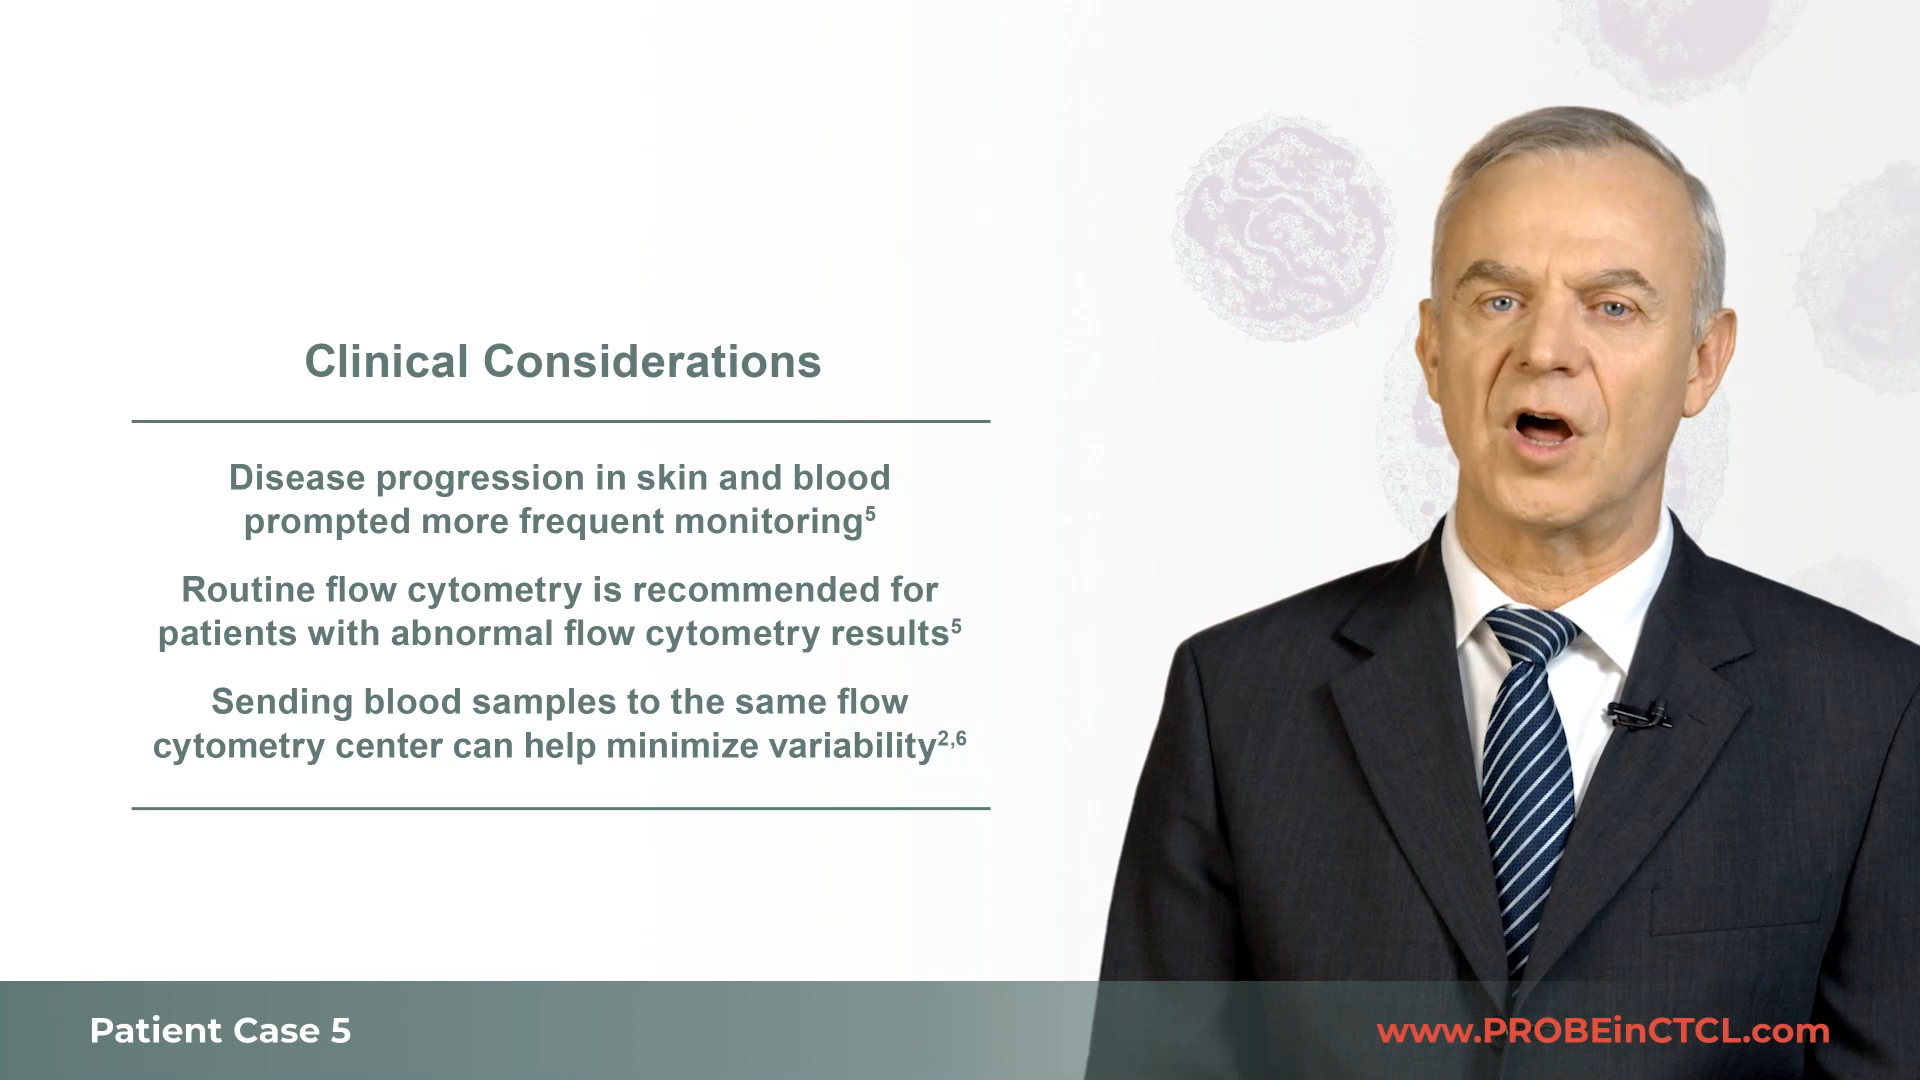 Clinical Considerations
Disease progression in skin and blood
prompted more frequent monitoring⁵
Routine flow cytometry is recommended for
patients with abnormal flow cytometry results⁵
Sending blood samples to the same flow
cytometry center can help minimize variability²,⁶
Patient Case 5
www.PROBEinCTCL.com